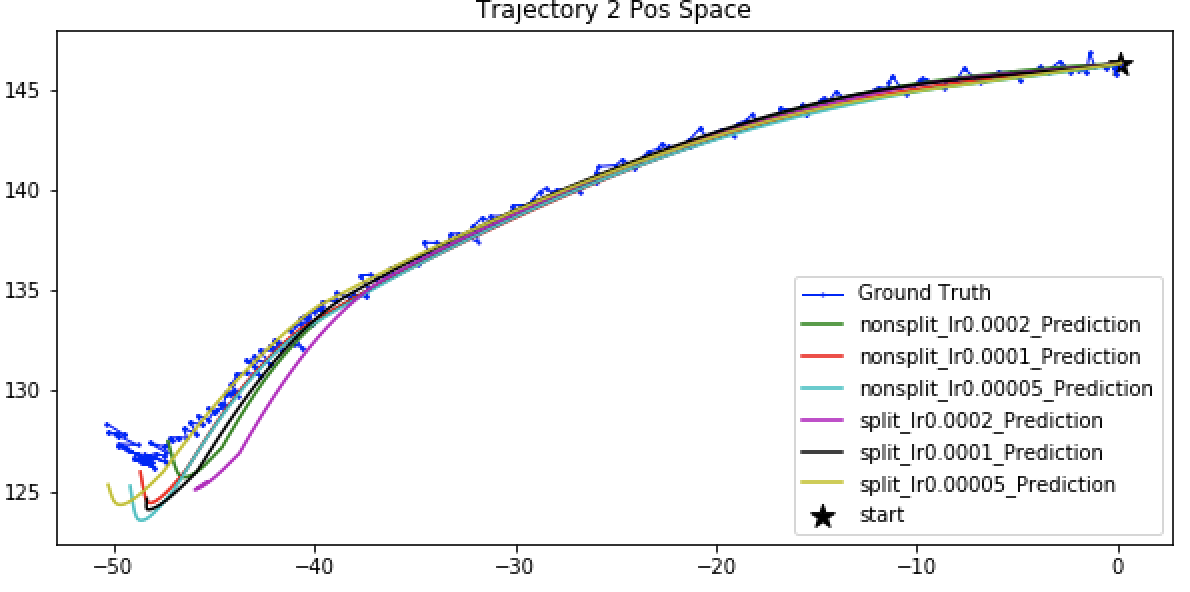 Trajectory 2 Pos Space
145
140
135
130
125
Ground Truth
nonsplit_lr0.0002_Prediction
nonsplit_lr0.0001_Prediction
nonsplit_lr0.00005_Prediction
split_lr0.0002_Prediction
split_lr0.0001_Prediction
split_lr0.00005_Prediction
start
−50 −40 −30 −20 −10 0